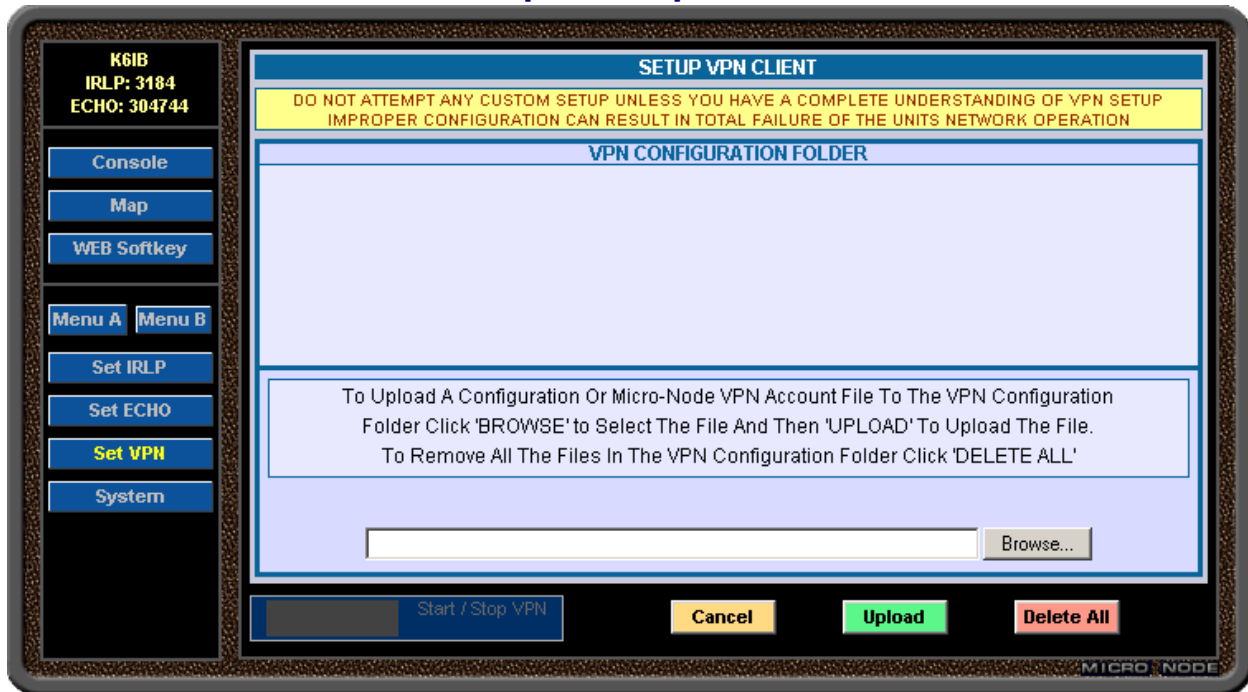 K6IB
IRLP: 3184
ECHO: 304744
Console
Map
WEB Softkey
Menu A Menu B
Set IRLP
Set ECHO
Set VPN
System
SETUP VPN CLIENT
DO NOT ATTEMPT ANY CUSTOM SETUP UNLESS YOU HAVE A COMPLETE UNDERSTANDING OF VPN SETUP
IMPROPER CONFIGURATION CAN RESULT IN TOTAL FAILURE OF THE UNITS NETWORK OPERATION
VPN CONFIGURATION FOLDER
To Upload A Configuration Or Micro-Node VPN Account File To The VPN Configuration
Folder Click 'BROWSE' to Select The File And Then 'UPLOAD' To Upload The File.
To Remove All The Files In The VPN Configuration Folder Click 'DELETE ALL'
Browse...
Start / Stop VPN
Cancel
Upload
Delete All
MICRO NODE